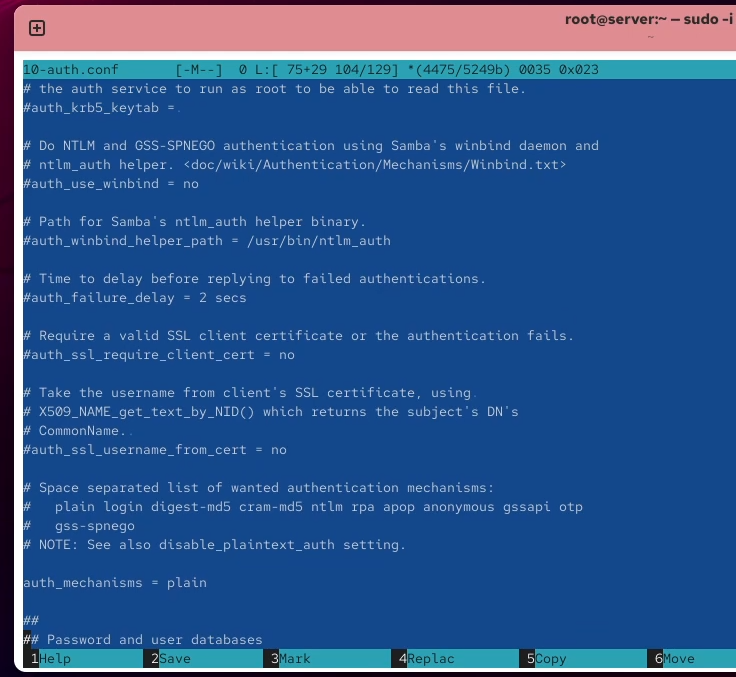 root@server:~ — sudo -i
~
10-auth.conf       [-M--]  0 L:[ 75+29 104/129] *(4475/5249b) 0035 0x023
# the auth service to run as root to be able to read this file.
#auth_krb5_keytab =.
# Do NTLM and GSS-SPNEGO authentication using Samba's winbind daemon and
# ntlm_auth helper. <doc/wiki/Authentication/Mechanisms/Winbind.txt>
#auth_use_winbind = no
# Path for Samba's ntlm_auth helper binary.
#auth_winbind_helper_path = /usr/bin/ntlm_auth
# Time to delay before replying to failed authentications.
#auth_failure_delay = 2 secs
# Require a valid SSL client certificate or the authentication fails.
#auth_ssl_require_client_cert = no
# Take the username from client's SSL certificate, using.
# X509_NAME_get_text_by_NID() which returns the subject's DN's
# CommonName..
#auth_ssl_username_from_cert = no
# Space separated list of wanted authentication mechanisms:
#   plain login digest-md5 cram-md5 ntlm rpa apop anonymous gssapi otp
#   gss-spnego
# NOTE: See also disable_plaintext_auth setting.
auth_mechanisms = plain
##
## Password and user databases
1Help 2Save 3Mark 4Replac 5Copy 6Move